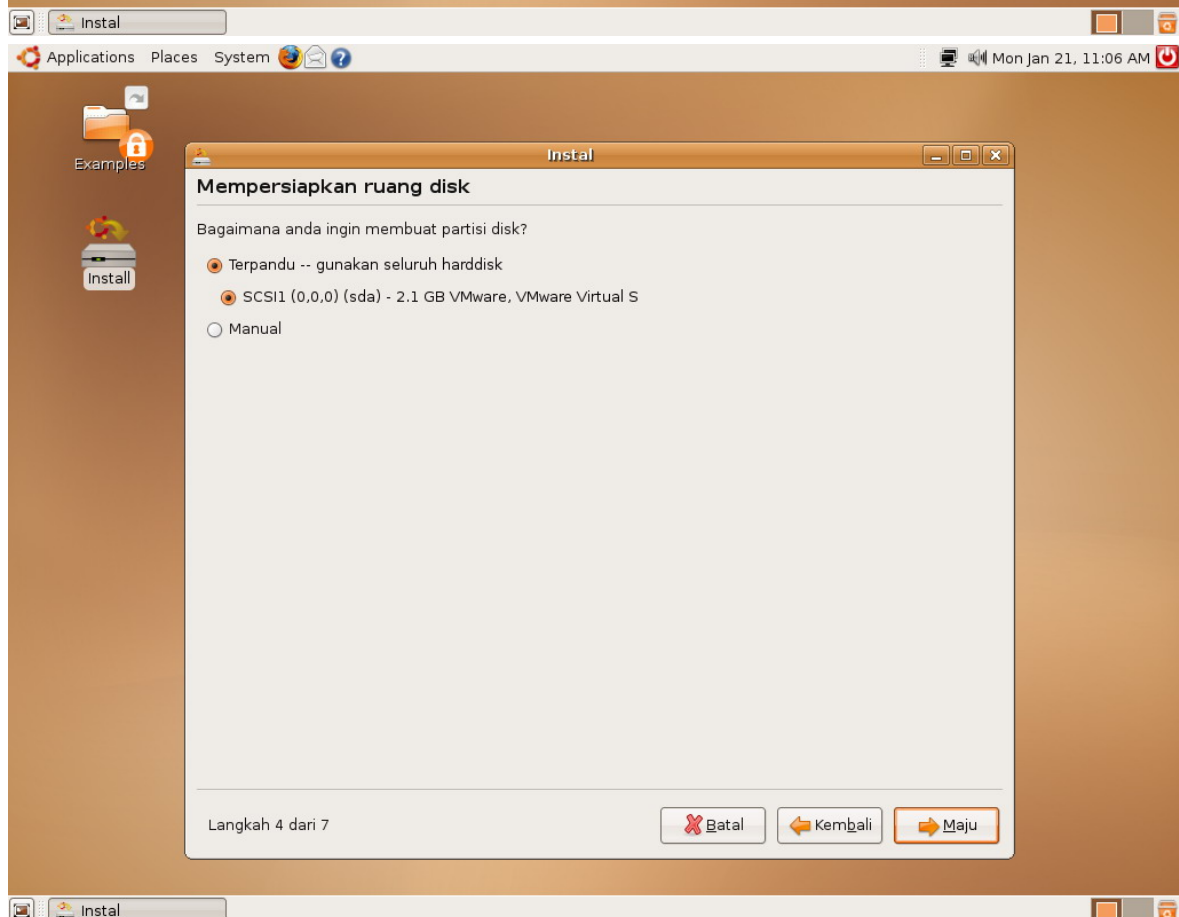 Instal
Applications Places System Mon Jan 21, 11:06 AM
Examples
Install
Instal
Mempersiapkan ruang disk
Bagaimana anda ingin membuat partisi disk?
Terpandu -- gunakan seluruh harddisk
SCSI1 (0,0,0) (sda) - 2.1 GB VMware, VMware Virtual S
Manual
Langkah 4 dari 7
Batal Kembali Maju
Instal